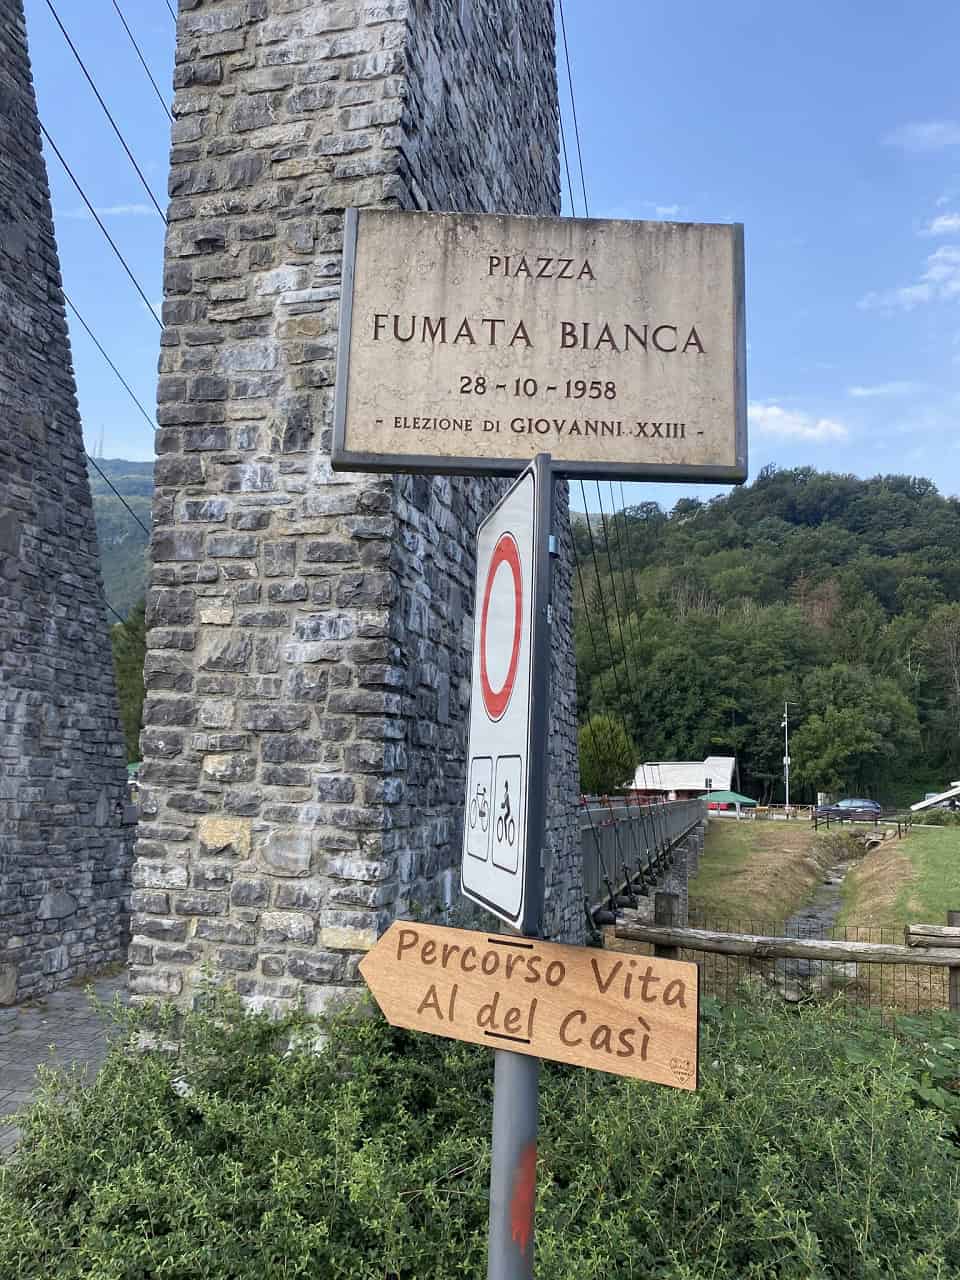 PIAZZA
FUMATA BIANCA
28-10-1958
- ELEZIONE DI GIOVANNI XXIII -
Percorso Vita
Al del Casì